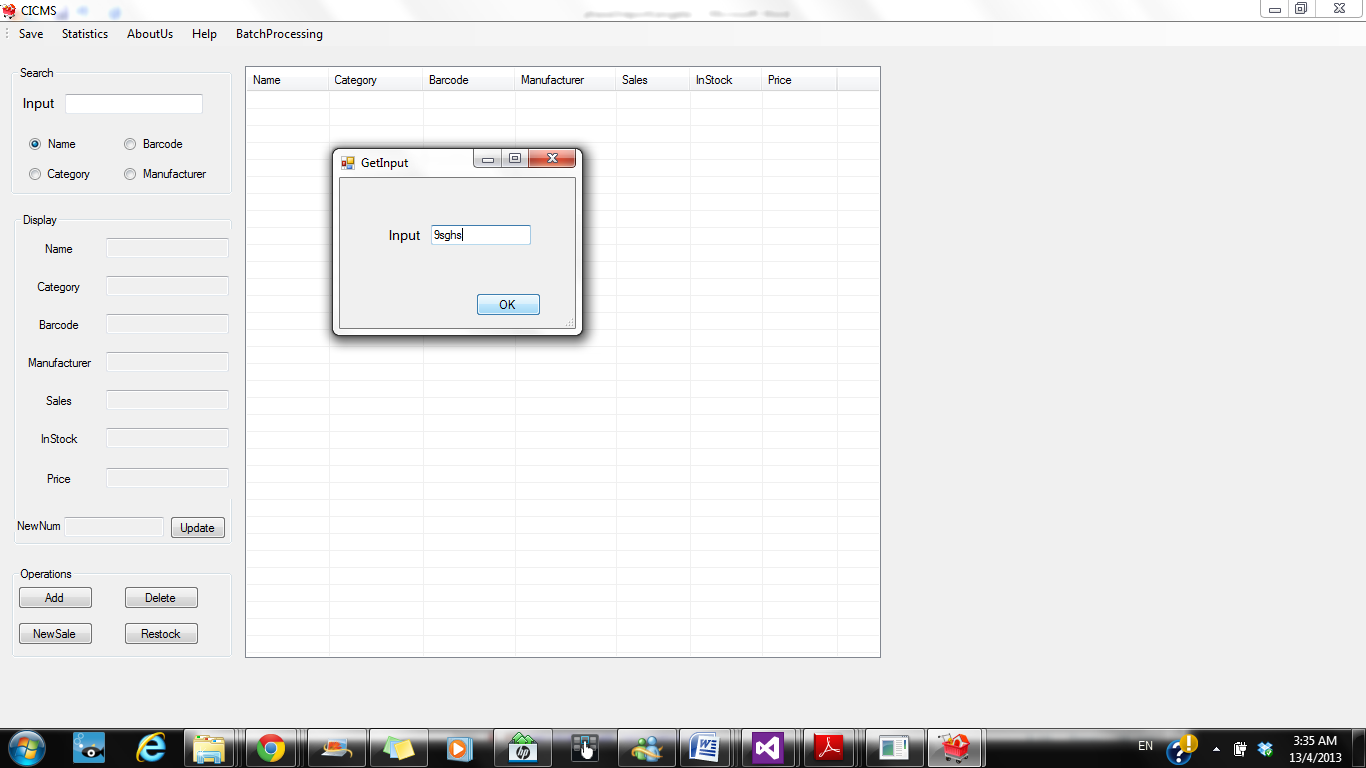 CICMS
Save Statistics AboutUs Help BatchProcessing
Search
Input
Name Barcode
Category Manufacturer
Display
Name
Category
Barcode
Manufacturer
Sales
InStock
Price
NewNum Update
Operations
Add Delete
NewSale Restock
Name Category Barcode Manufacturer Sales InStock Price
GetInput
Input 9sghs
OK
EN
3:35 AM
13/4/2013